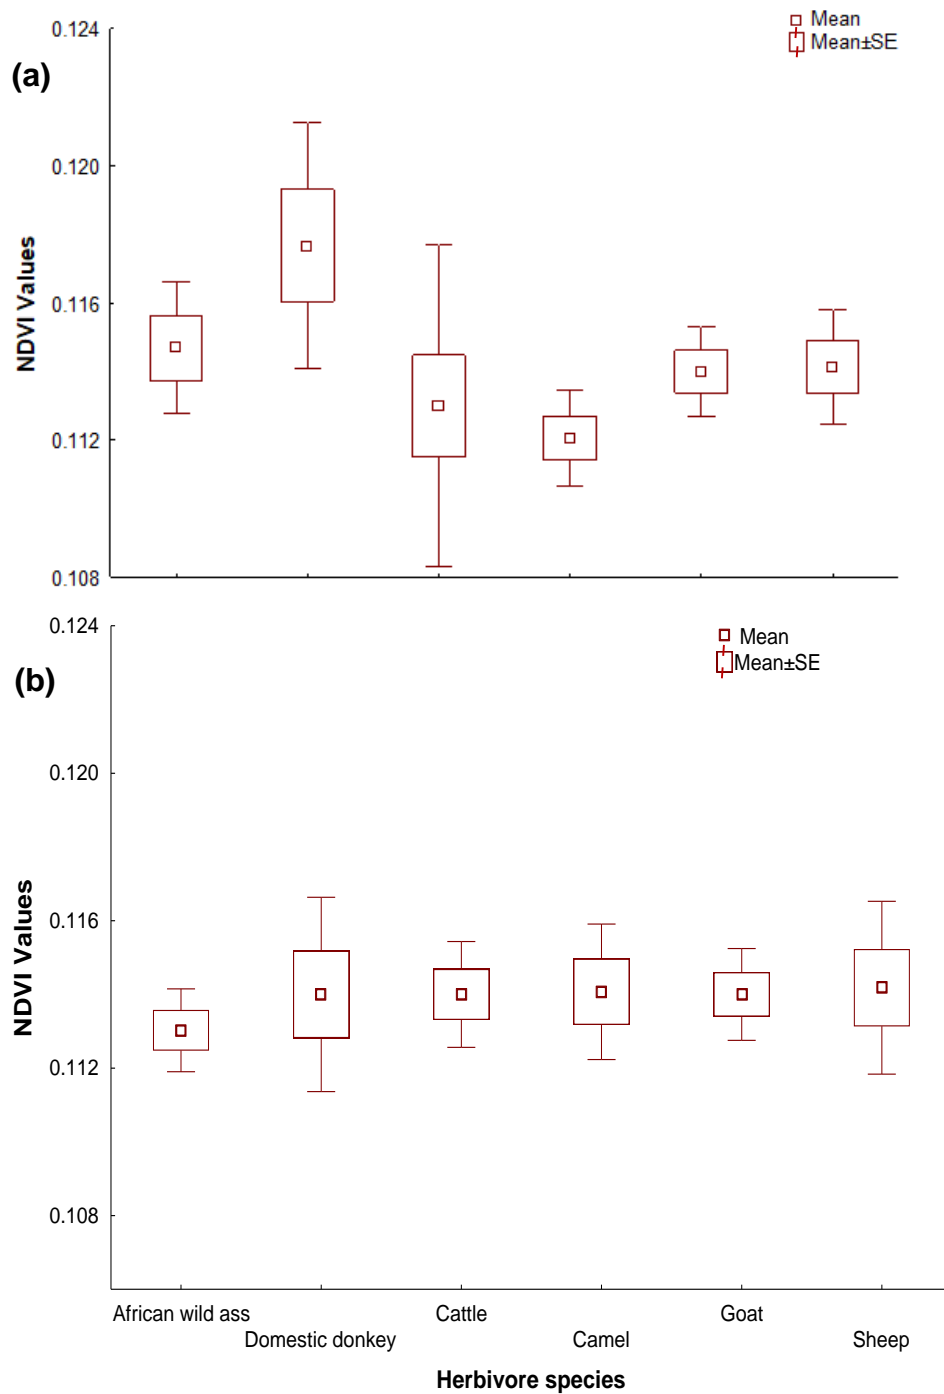 0.124
Mean
Mean±SE
(a)
0.120
0.116
NDVI Values
0.112
0.108
0.124
Mean
Mean±SE
(b)
0.120
0.116
NDVI Values
0.112
0.108
African wild ass
Cattle
Goat
Domestic donkey
Camel
Sheep
Herbivore species